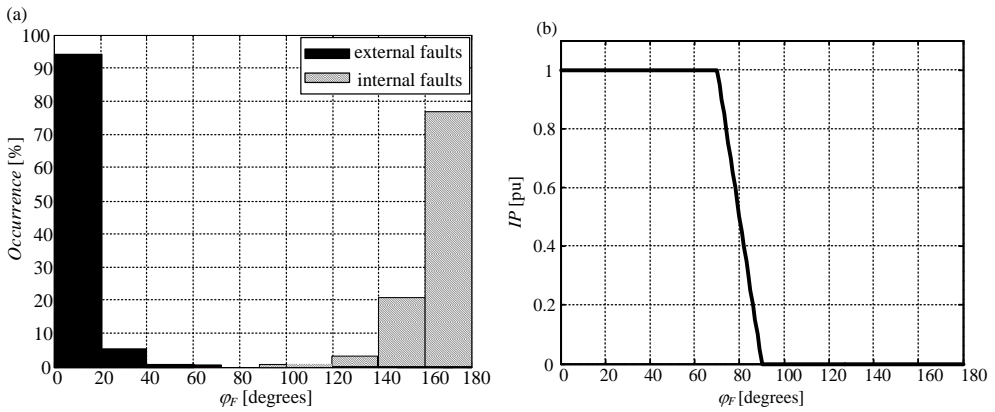 (a)
100
90
80
70
60
50
40
30
20
10
0
Occurrence [%]
external faults
internal faults
0 20 40 60 80 100 120 140 160 180
φF [degrees]
(b)
1
0.8
0.6
0.4
0.2
0
IP [pu]
0 20 40 60 80 100 120 140 160 180
φF [degrees]